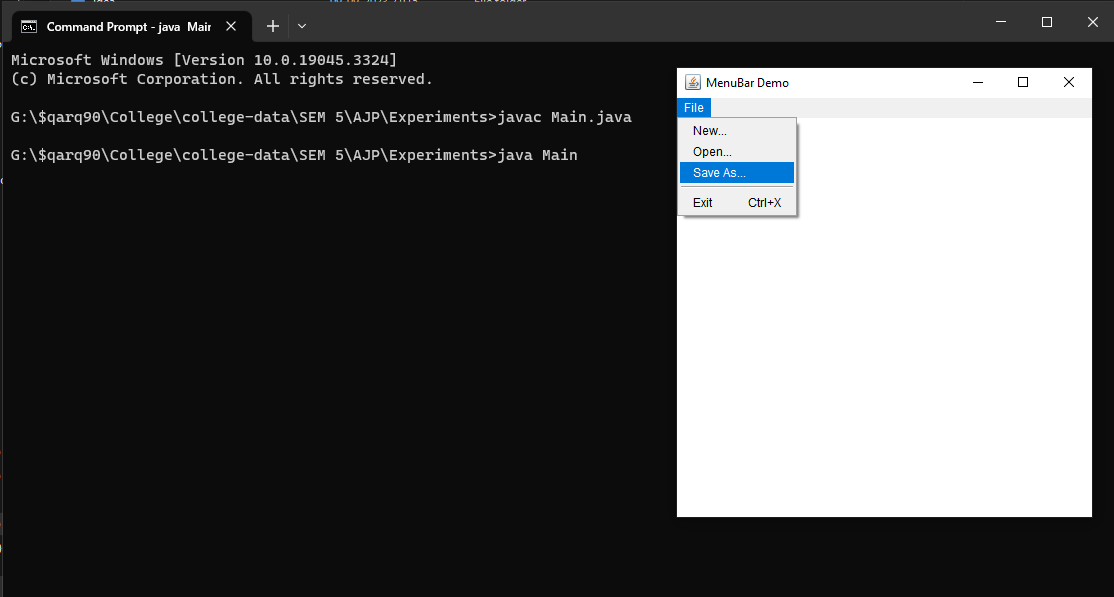 Command Prompt - java  Main
Microsoft Windows [Version 10.0.19045.3324]
(c) Microsoft Corporation. All rights reserved.
G:\$qarq90\College\college-data\SEM 5\AJP\Experiments>javac Main.java
G:\$qarq90\College\college-data\SEM 5\AJP\Experiments>java Main
MenuBar Demo
File
New...
Open...
Save As...
Exit Ctrl+X